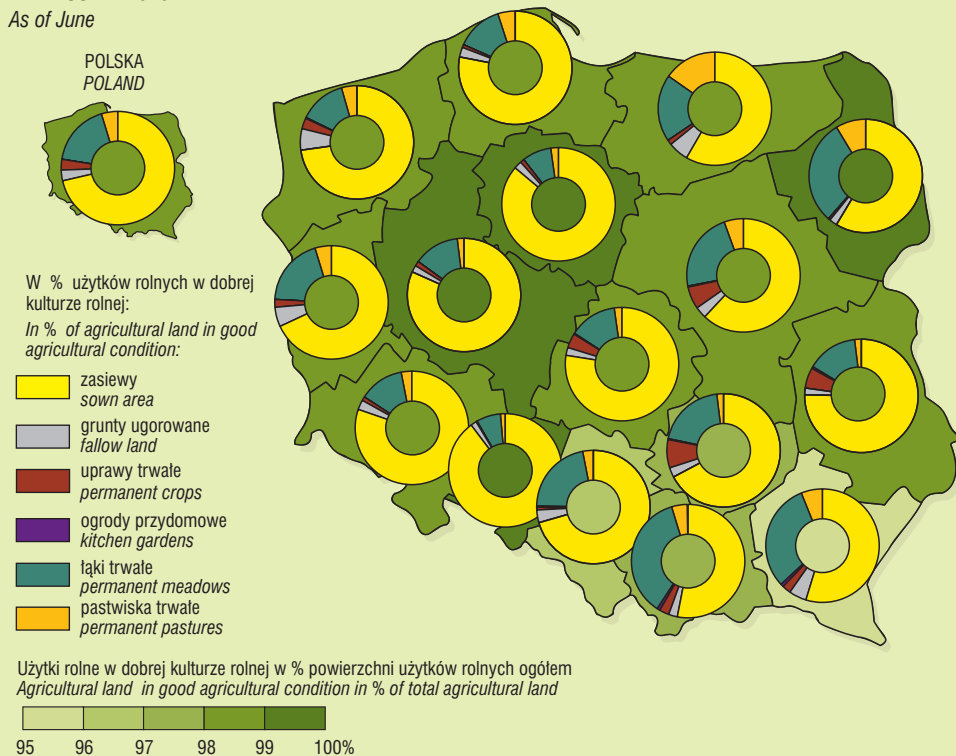 As of June
POLSKA
POLAND
W % użytków rolnych w dobrej
kulturze rolnej:
In % of agricultural land in good
agricultural condition:
zasiewy
sown area
grunty ugorowane
fallow land
uprawy trwałe
permanent crops
ogrody przydomowe
kitchen gardens
łąki trwałe
permanent meadows
pastwiska trwałe
permanent pastures
Użytki rolne w dobrej kulturze rolnej w % powierzchni użytków rolnych ogółem
Agricultural land in good agricultural condition in % of total agricultural land
95 96 97 98 99 100%